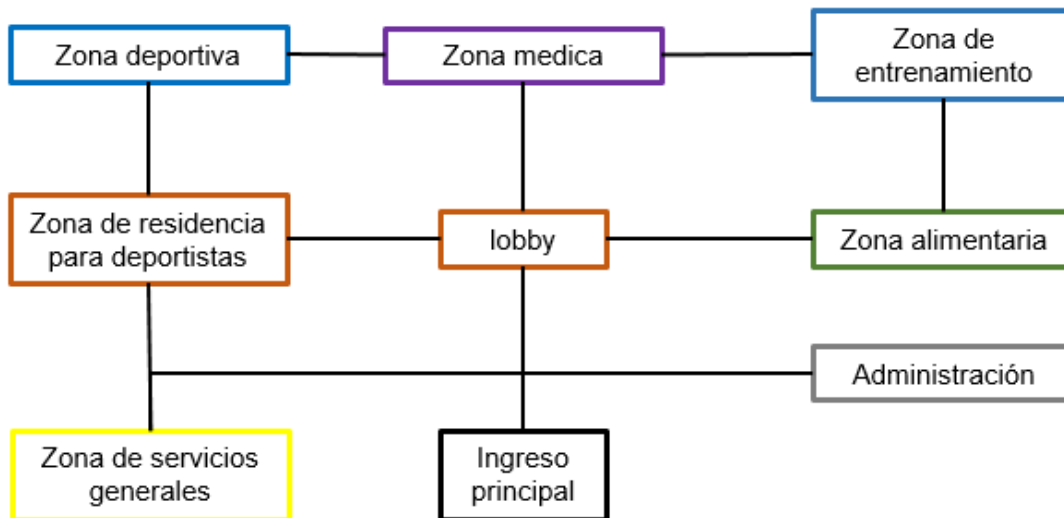 Zona deportiva
Zona medica
Zona de
entrenamiento
Zona de residencia
para deportistas
lobby
Zona alimentaria
Administración
Zona de servicios
generales
Ingreso
principal